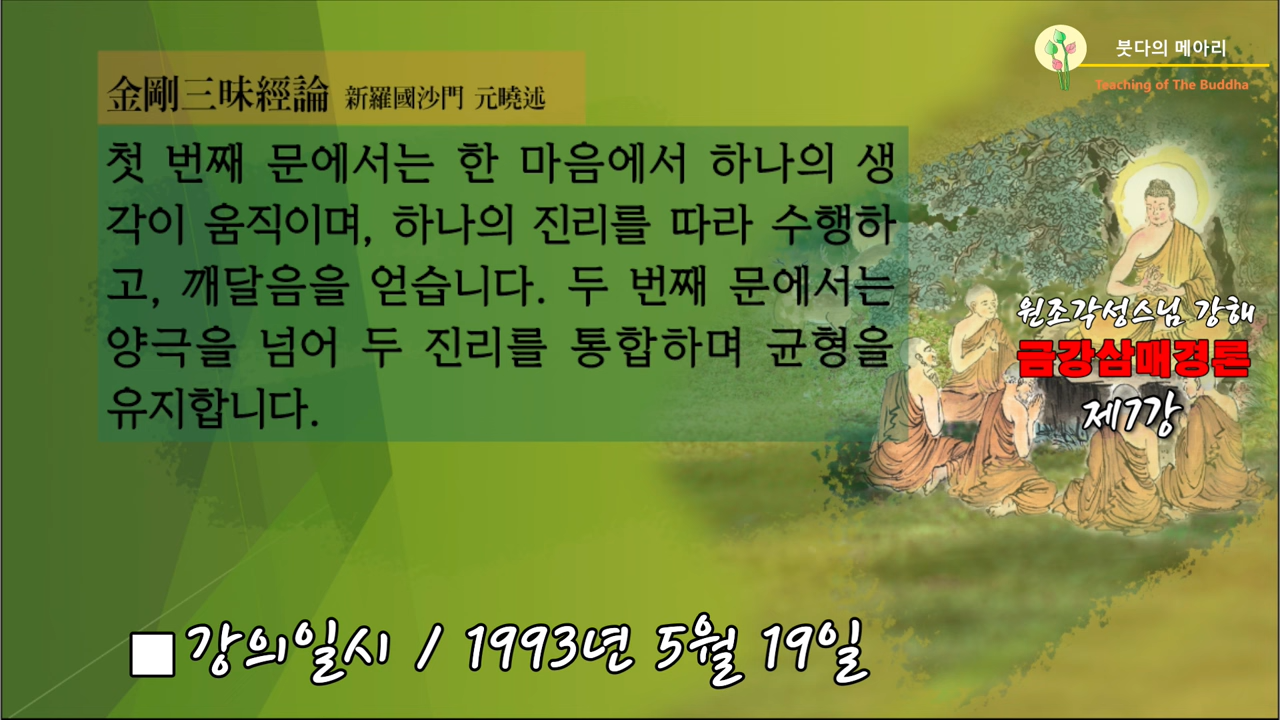 붓다의 메아리
Teaching of The Buddha
金剛三昧經論 新羅國沙門 元曉述
첫 번째 문에서는 한 마음에서 하나의 생
각이 움직이며, 하나의 진리를 따라 수행하
고, 깨달음을 얻습니다. 두 번째 문에서는
양극을 넘어 두 진리를 통합하며 균형을
유지합니다.
원조각성스님 강해
금강삼매경론
제7강
■강의일시 / 1993년 5월 19일